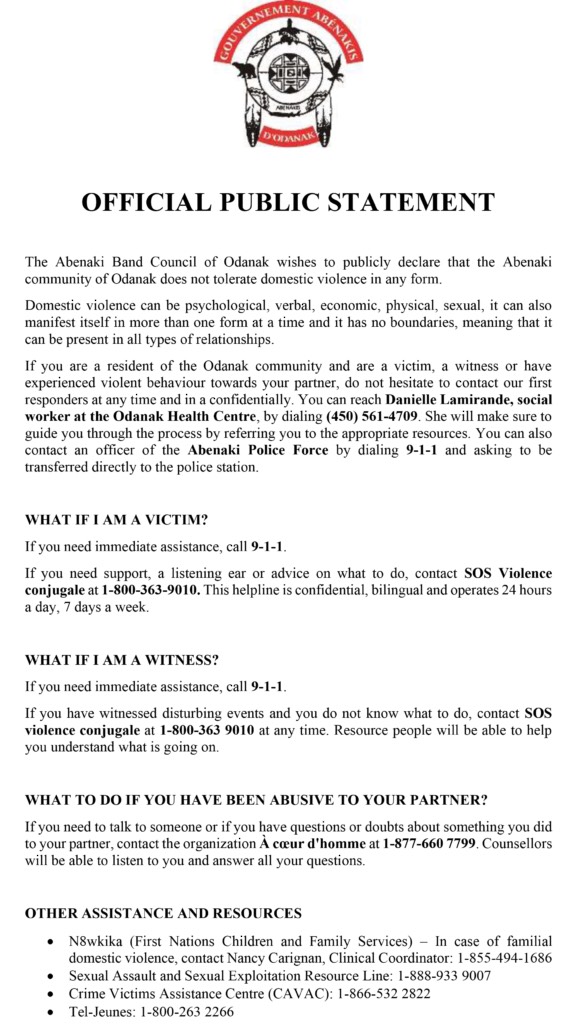 GOUVERNEMENT ABÉNAKIS
ABÉNAKIS
D'ODANAK
OFFICIAL PUBLIC STATEMENT
The Abenaki Band Council of Odanak wishes to publicly declare that the Abenaki
community of Odanak does not tolerate domestic violence in any form.
Domestic violence can be psychological, verbal, economic, physical, sexual, it can also
manifest itself in more than one form at a time and it has no boundaries, meaning that it
can be present in all types of relationships.
If you are a resident of the Odanak community and are a victim, a witness or have
experienced violent behaviour towards your partner, do not hesitate to contact our first
responders at any time and in a confidentially. You can reach Danielle Lamirande, social
worker at the Odanak Health Centre, by dialing (450) 561-4709. She will make sure to
guide you through the process by referring you to the appropriate resources. You can also
contact an officer of the Abenaki Police Force by dialing 9-1-1 and asking to be
transferred directly to the police station.
WHAT IF I AM A VICTIM?
If you need immediate assistance, call 9-1-1.
If you need support, a listening ear or advice on what to do, contact SOS Violence
conjugale at 1-800-363-9010. This helpline is confidential, bilingual and operates 24 hours
a day, 7 days a week.
WHAT IF I AM A WITNESS?
If you need immediate assistance, call 9-1-1.
If you have witnessed disturbing events and you do not know what to do, contact SOS
violence conjugale at 1-800-363 9010 at any time. Resource people will be able to help
you understand what is going on.
WHAT TO DO IF YOU HAVE BEEN ABUSIVE TO YOUR PARTNER?
If you need to talk to someone or if you have questions or doubts about something you did
to your partner, contact the organization À cœur d'homme at 1-877-660 7799. Counsellors
will be able to listen to you and answer all your questions.
OTHER ASSISTANCE AND RESOURCES
• N8wkika (First Nations Children and Family Services) – In case of familial
domestic violence, contact Nancy Carignan, Clinical Coordinator: 1-855-494-1686
• Sexual Assault and Sexual Exploitation Resource Line: 1-888-933 9007
• Crime Victims Assistance Centre (CAVAC): 1-866-532 2822
• Tel-Jeunes: 1-800-263 2266